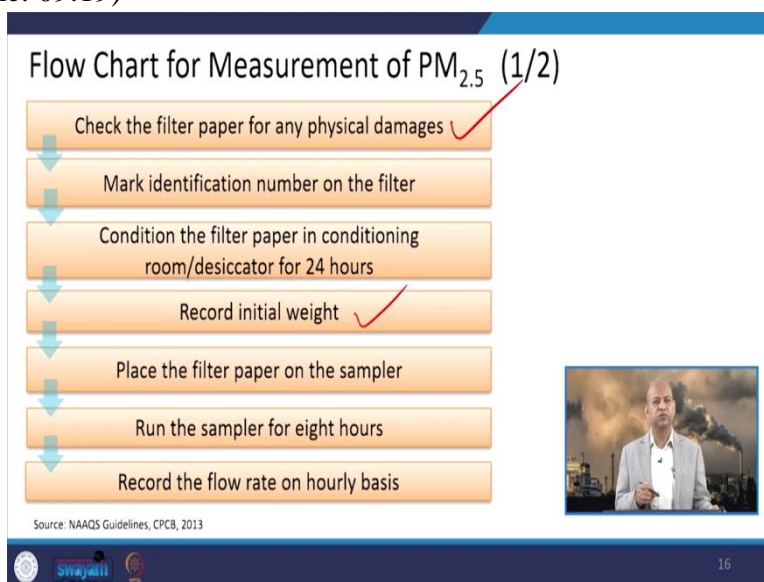 Flow Chart for Measurement of PM2.5 (1/2)
Check the filter paper for any physical damages
Mark identification number on the filter
Condition the filter paper in conditioning
room/desiccator for 24 hours
Record initial weight
Place the filter paper on the sampler
Run the sampler for eight hours
Record the flow rate on hourly basis
Source: NAAQS Guidelines, CPCB, 2013
swayam
16